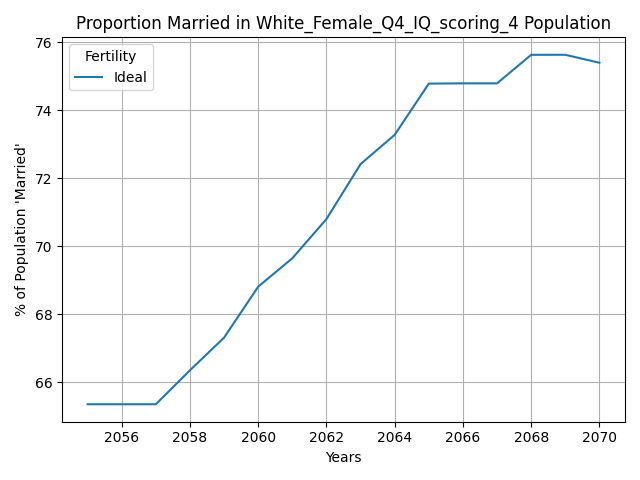 Proportion Married in White_Female_Q4_IQ_scoring_4 Population
Fertility
Ideal
% of Population 'Married'
76
74
72
70
68
66
2056 2058 2060 2062 2064 2066 2068 2070
Years